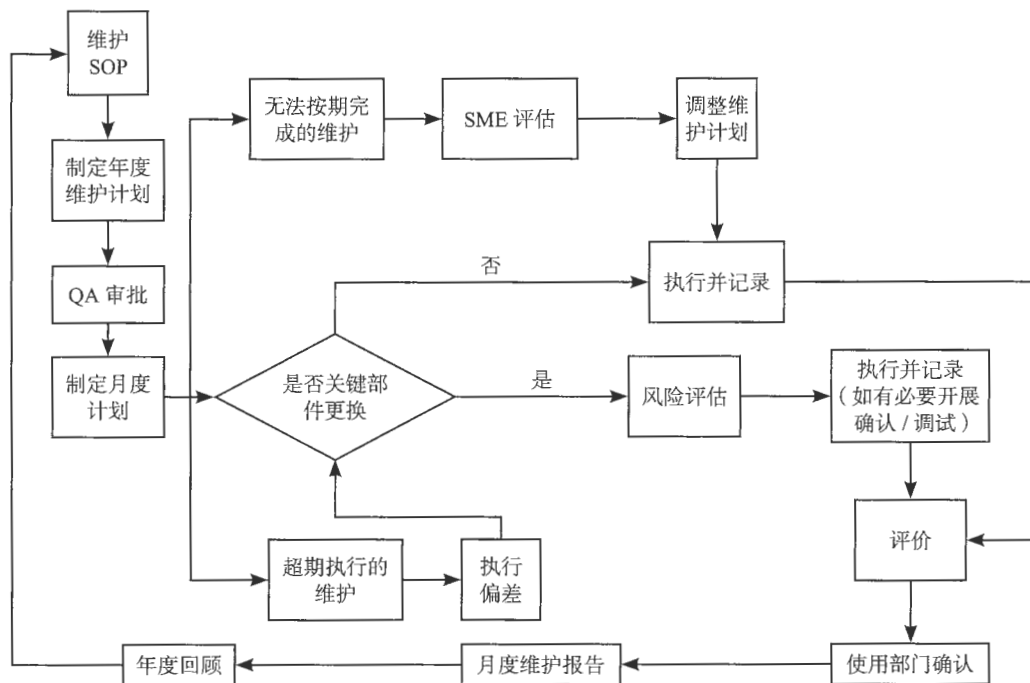 维护
SOP
制定年度
维护计划
QA 审批
制定月度
计划
无法按期完
成的维护
SME 评估
调整维
护计划
否
执行并记录
是否关键部
件更换
是
风险评估
执行并记录
(如有必要开展
确认 / 调试)
评价
超期执行的
维护
执行
偏差
年度回顾
月度维护报告
使用部门确认